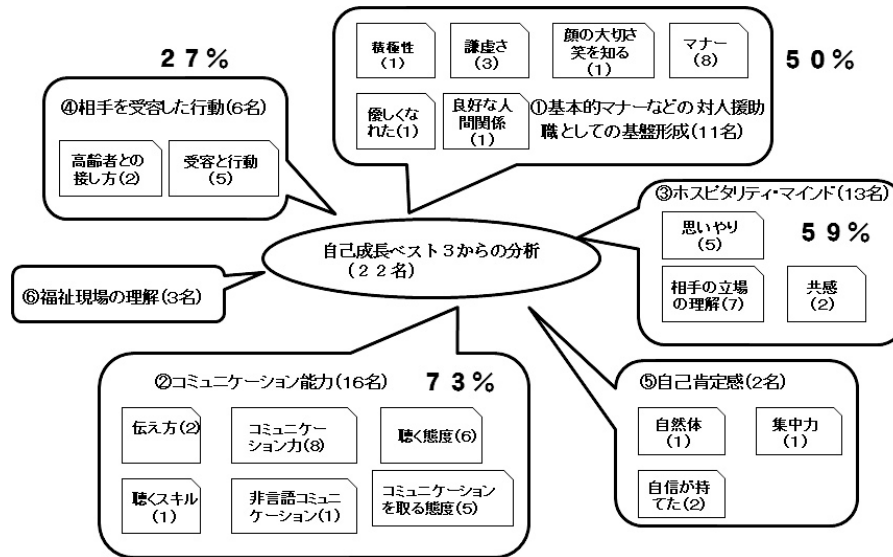 積極性
(1)
謙虚さ
(3)
顔の大切さ
笑を知る
(1)
マナー
(8)
50%
優しくな
れた(1)
良好な人
間関係
(1)
①基本的マナーなどの 対人援助
職としての基盤形成(11名)
27%
④相手を受容した行動(6名)
高齢者との
接し方(2)
受容と行動
(5)
③ホスピタリティ・マインド(13名)
思いやり
(5)
59%
相手の立場
の理解(7)
共感
(2)
自己成長ベスト3からの分析
(22名)
⑥福祉現場の理解(3名)
②コミュニケーション能力(16名)
73%
伝え方(2)
コミュニケー
ション力(8)
聴く態度(6)
聴くスキル
(1)
非言語コミュニ
ケーション(1)
コミュニケーション
を取る態度(5)
⑤自己肯定感(2名)
自然体
(1)
集中力
(1)
自信が持
てた(2)